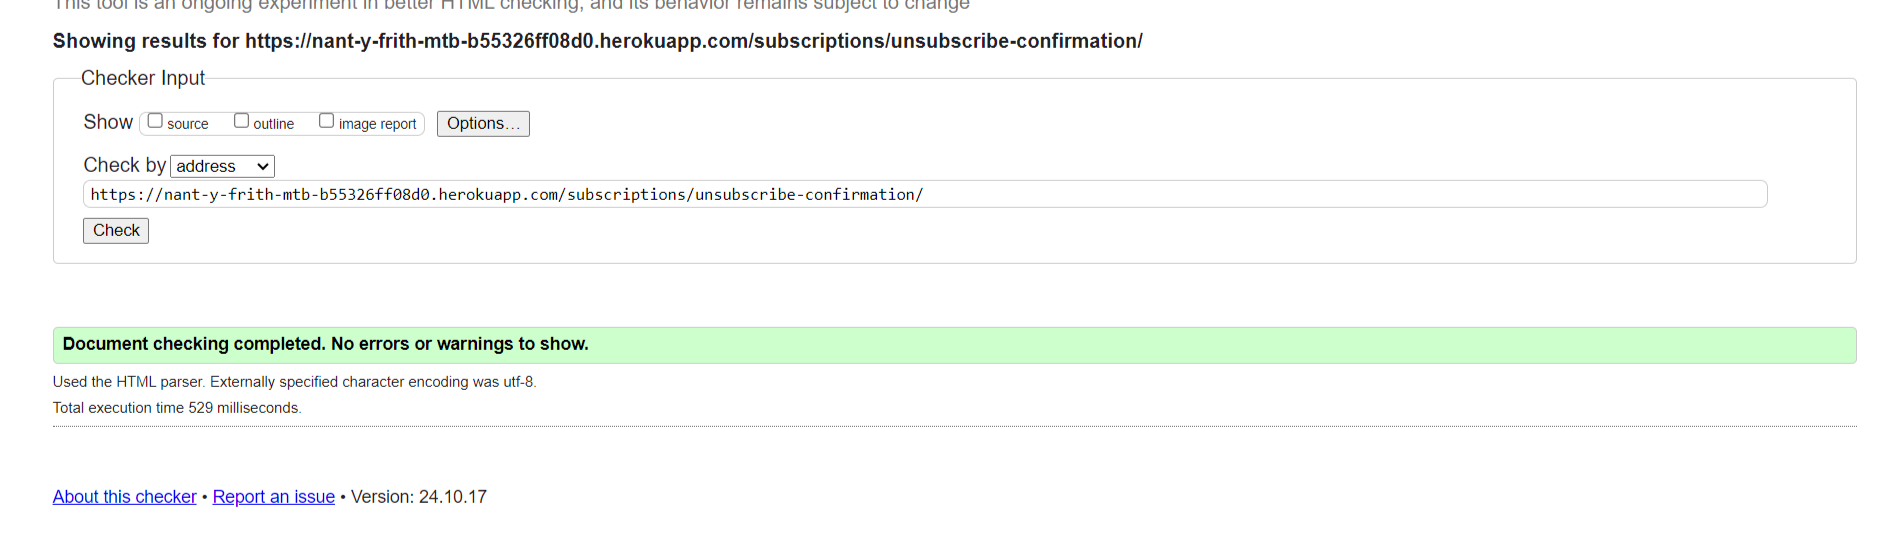 This tool is an ongoing experiment in better HTML checking, and its behavior remains subject to change
Showing results for https://nant-y-frith-mtb-b55326ff08d0.herokuapp.com/subscriptions/unsubscribe-confirmation/
Checker Input
Show source outline image report Options...
Check by address
https://nant-y-frith-mtb-b55326ff08d0.herokuapp.com/subscriptions/unsubscribe-confirmation/
Check
Document checking completed. No errors or warnings to show.
Used the HTML parser. Externally specified character encoding was utf-8.
Total execution time 529 milliseconds.
About this checker • Report an issue • Version: 24.10.17